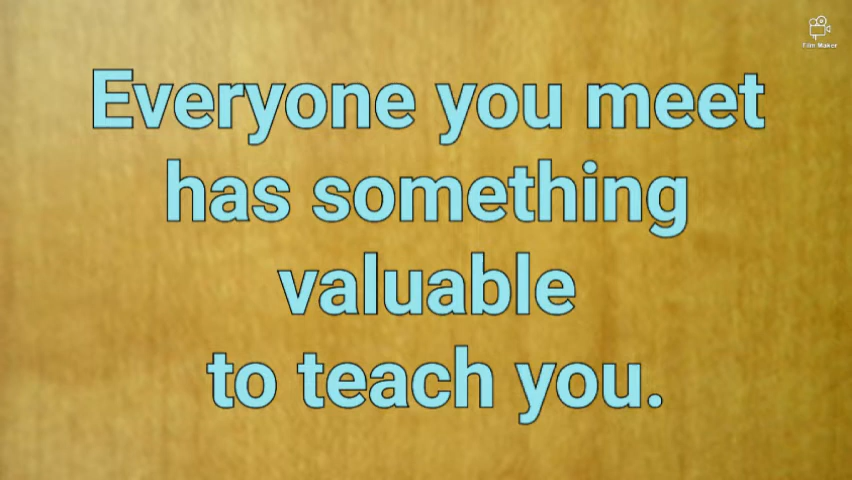 Film Maker
Everyone you meet
has something
valuable
to teach you.